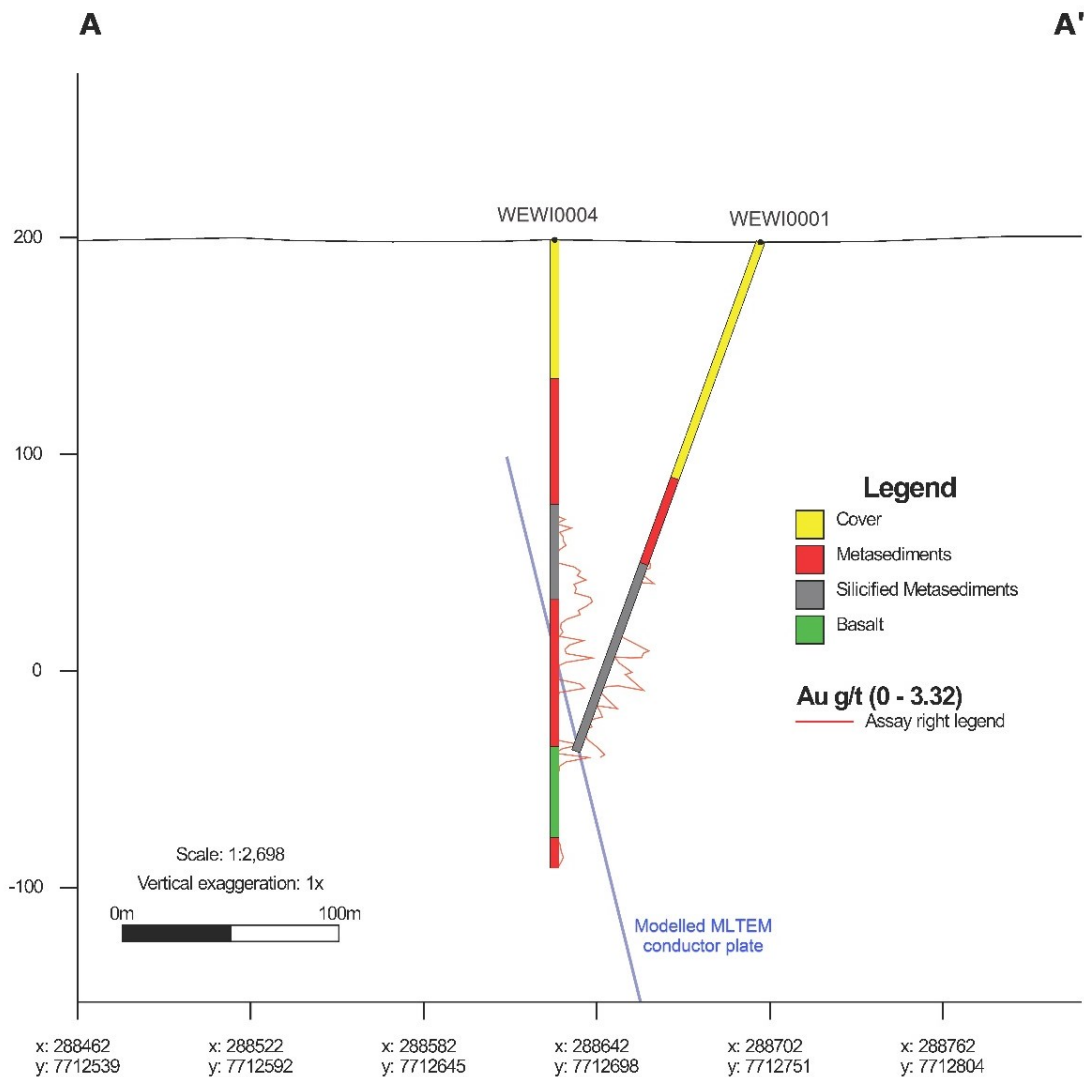 A
A'
WEWI0004
WEWI0001
200
100
0
-100
Legend
Cover
Metasediments
Silicified Metasediments
Basalt
Au g/t (0 - 3.32)
Assay right legend
Scale: 1:2,698
Vertical exaggeration: 1x
0m
100m
Modelled MLTEM
conductor plate
x: 288462
y: 7712539
x: 288522
y: 7712592
x: 288582
y: 7712645
x: 288642
y: 7712698
x: 288702
y: 7712751
x: 288762
y: 7712804